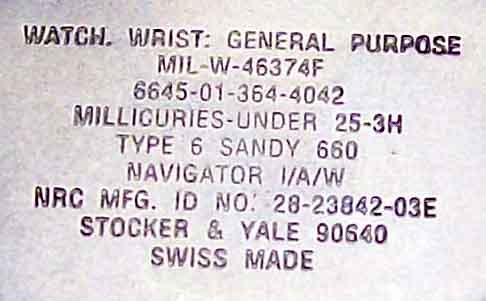 WATCH. WRIST: GENERAL PURPOSE
MIL-W-46374F
6645-01-364-4042
MILLICURIES-UNDER 25-3H
TYPE 6 SANDY 660
NAVIGATOR I/A/W
NRC MFG. ID NO. 28-23842-03E
STOCKER & YALE 90640
SWISS MADE